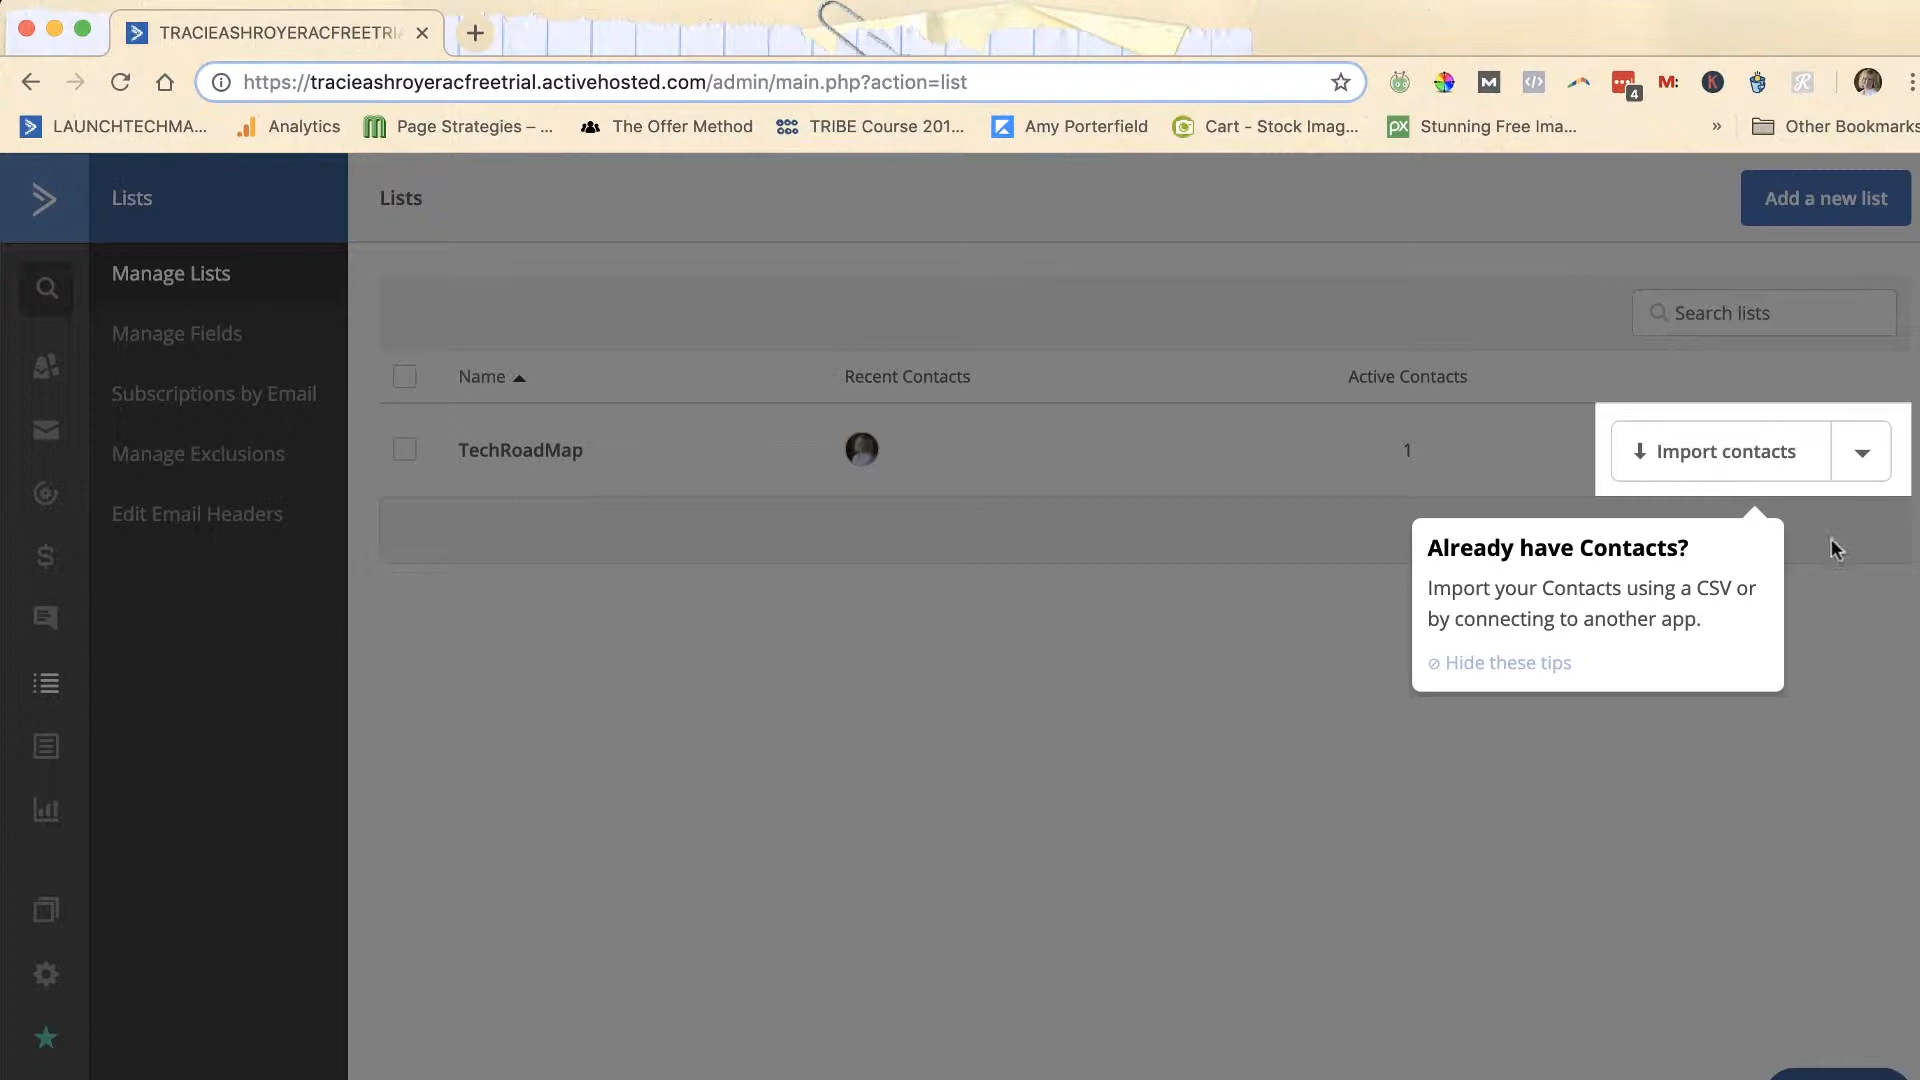 TRACIEASHROYERACFREETRI
https://tracieashroyeracfreetrial.activehosted.com/admin/main.php?action=list
4
M:
K
LAUNCHTECHMA...
Analytics
Page Strategies – ...
The Offer Method
TRIBE Course 201...
Amy Porterfield
Cart - Stock Imag...
px
Stunning Free Ima...
»
Other Bookmarks
Lists
Lists
Add a new list
Manage Lists
Manage Fields
Subscriptions by Email
Manage Exclusions
Edit Email Headers
Search lists
Name
Recent Contacts
Active Contacts
TechRoadMap
1
Import contacts
Already have Contacts?
Import your Contacts using a CSV or
by connecting to another app.
Hide these tips